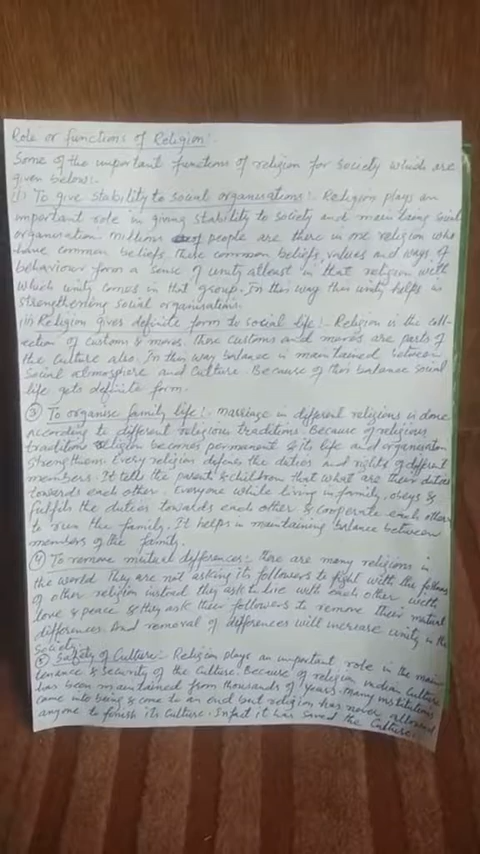 Role or functions of Religion:-
Some of the important functions of religion for society which are
given below:-
(i) To give stability to social organisations:- Religion plays an
important role in giving stability to society and maintaing social
organisation. millions of people are there in one religion who
have common beliefs. These common beliefs, values and ways of
behaviour form a sense of unity atleast in that religion with
which unity comes in that group. In this way this unity helps in
strengthening social organisations.
(ii) Religion gives definite form to social life:- Religion is the coll-
ection of customs & mores. These customs and mores are parts of
the Culture also. In this way balance is maintained between
Social atmosphere and Culture. Because of this balance social
life gets definite form.
(3) To organise family life:- marriage in different religions is done
according to different religious traditions. Because of religious
traditions religion becomes permanent & its life and organisation
strengthens. Every religion defines the duties and rights of different
members. It tells the parent & children that what are their duties
towards each other. Everyone while living in family, obeys &
fulfils the duties towards each other & cooperate each other
to run the family. It helps in maintaining balance between
members of the family.
(4) To remove mutual differences:- there are many religions in
the world. They are not asking its followers to fight with the
of other religion instead they ask to live with each other with
love & peace & they ask their followers to remove their mutual
differences. And removal of differences will increase unity in the
society.
(5) Safety of Culture:- Religion plays an important role in the main-
tenance & Security of the Culture. Because of religion Indian Culture
has been maintained from thousands of years. many institutions
came into being & come to an end but religion has never allowed
anyone to finish its Culture. Infact it has saved the Culture.